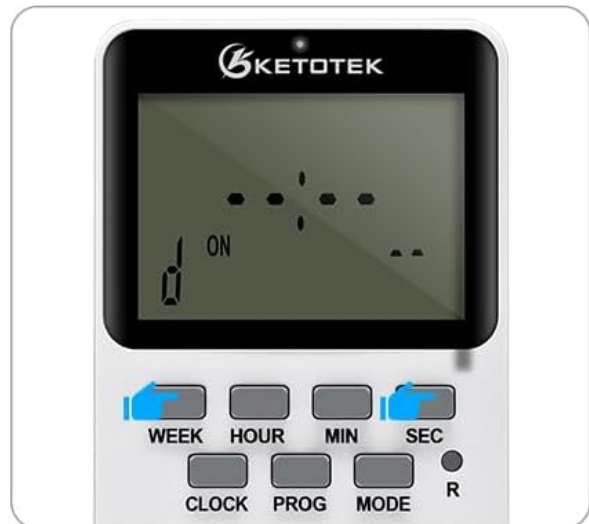 KETOTEK
--:--
d ON --
WEEK HOUR MIN SEC
CLOCK PROG MODE R